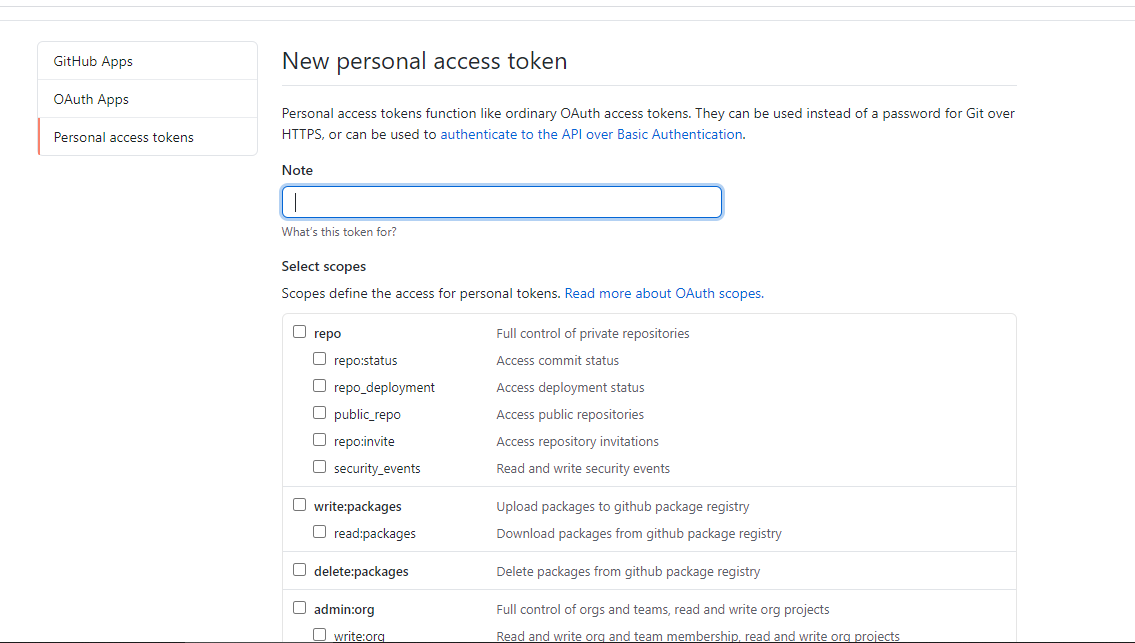 GitHub Apps
OAuth Apps
Personal access tokens
New personal access token
Personal access tokens function like ordinary OAuth access tokens. They can be used instead of a password for Git over
HTTPS, or can be used to authenticate to the API over Basic Authentication.
Note
What's this token for?
Select scopes
Scopes define the access for personal tokens. Read more about OAuth scopes.
repo Full control of private repositories
repo:status Access commit status
repo_deployment Access deployment status
public_repo Access public repositories
repo:invite Access repository invitations
security_events Read and write security events
write:packages Upload packages to github package registry
read:packages Download packages from github package registry
delete:packages Delete packages from github package registry
admin:org Full control of orgs and teams, read and write org projects
write:org Read and write org and team membership, read and write org projects